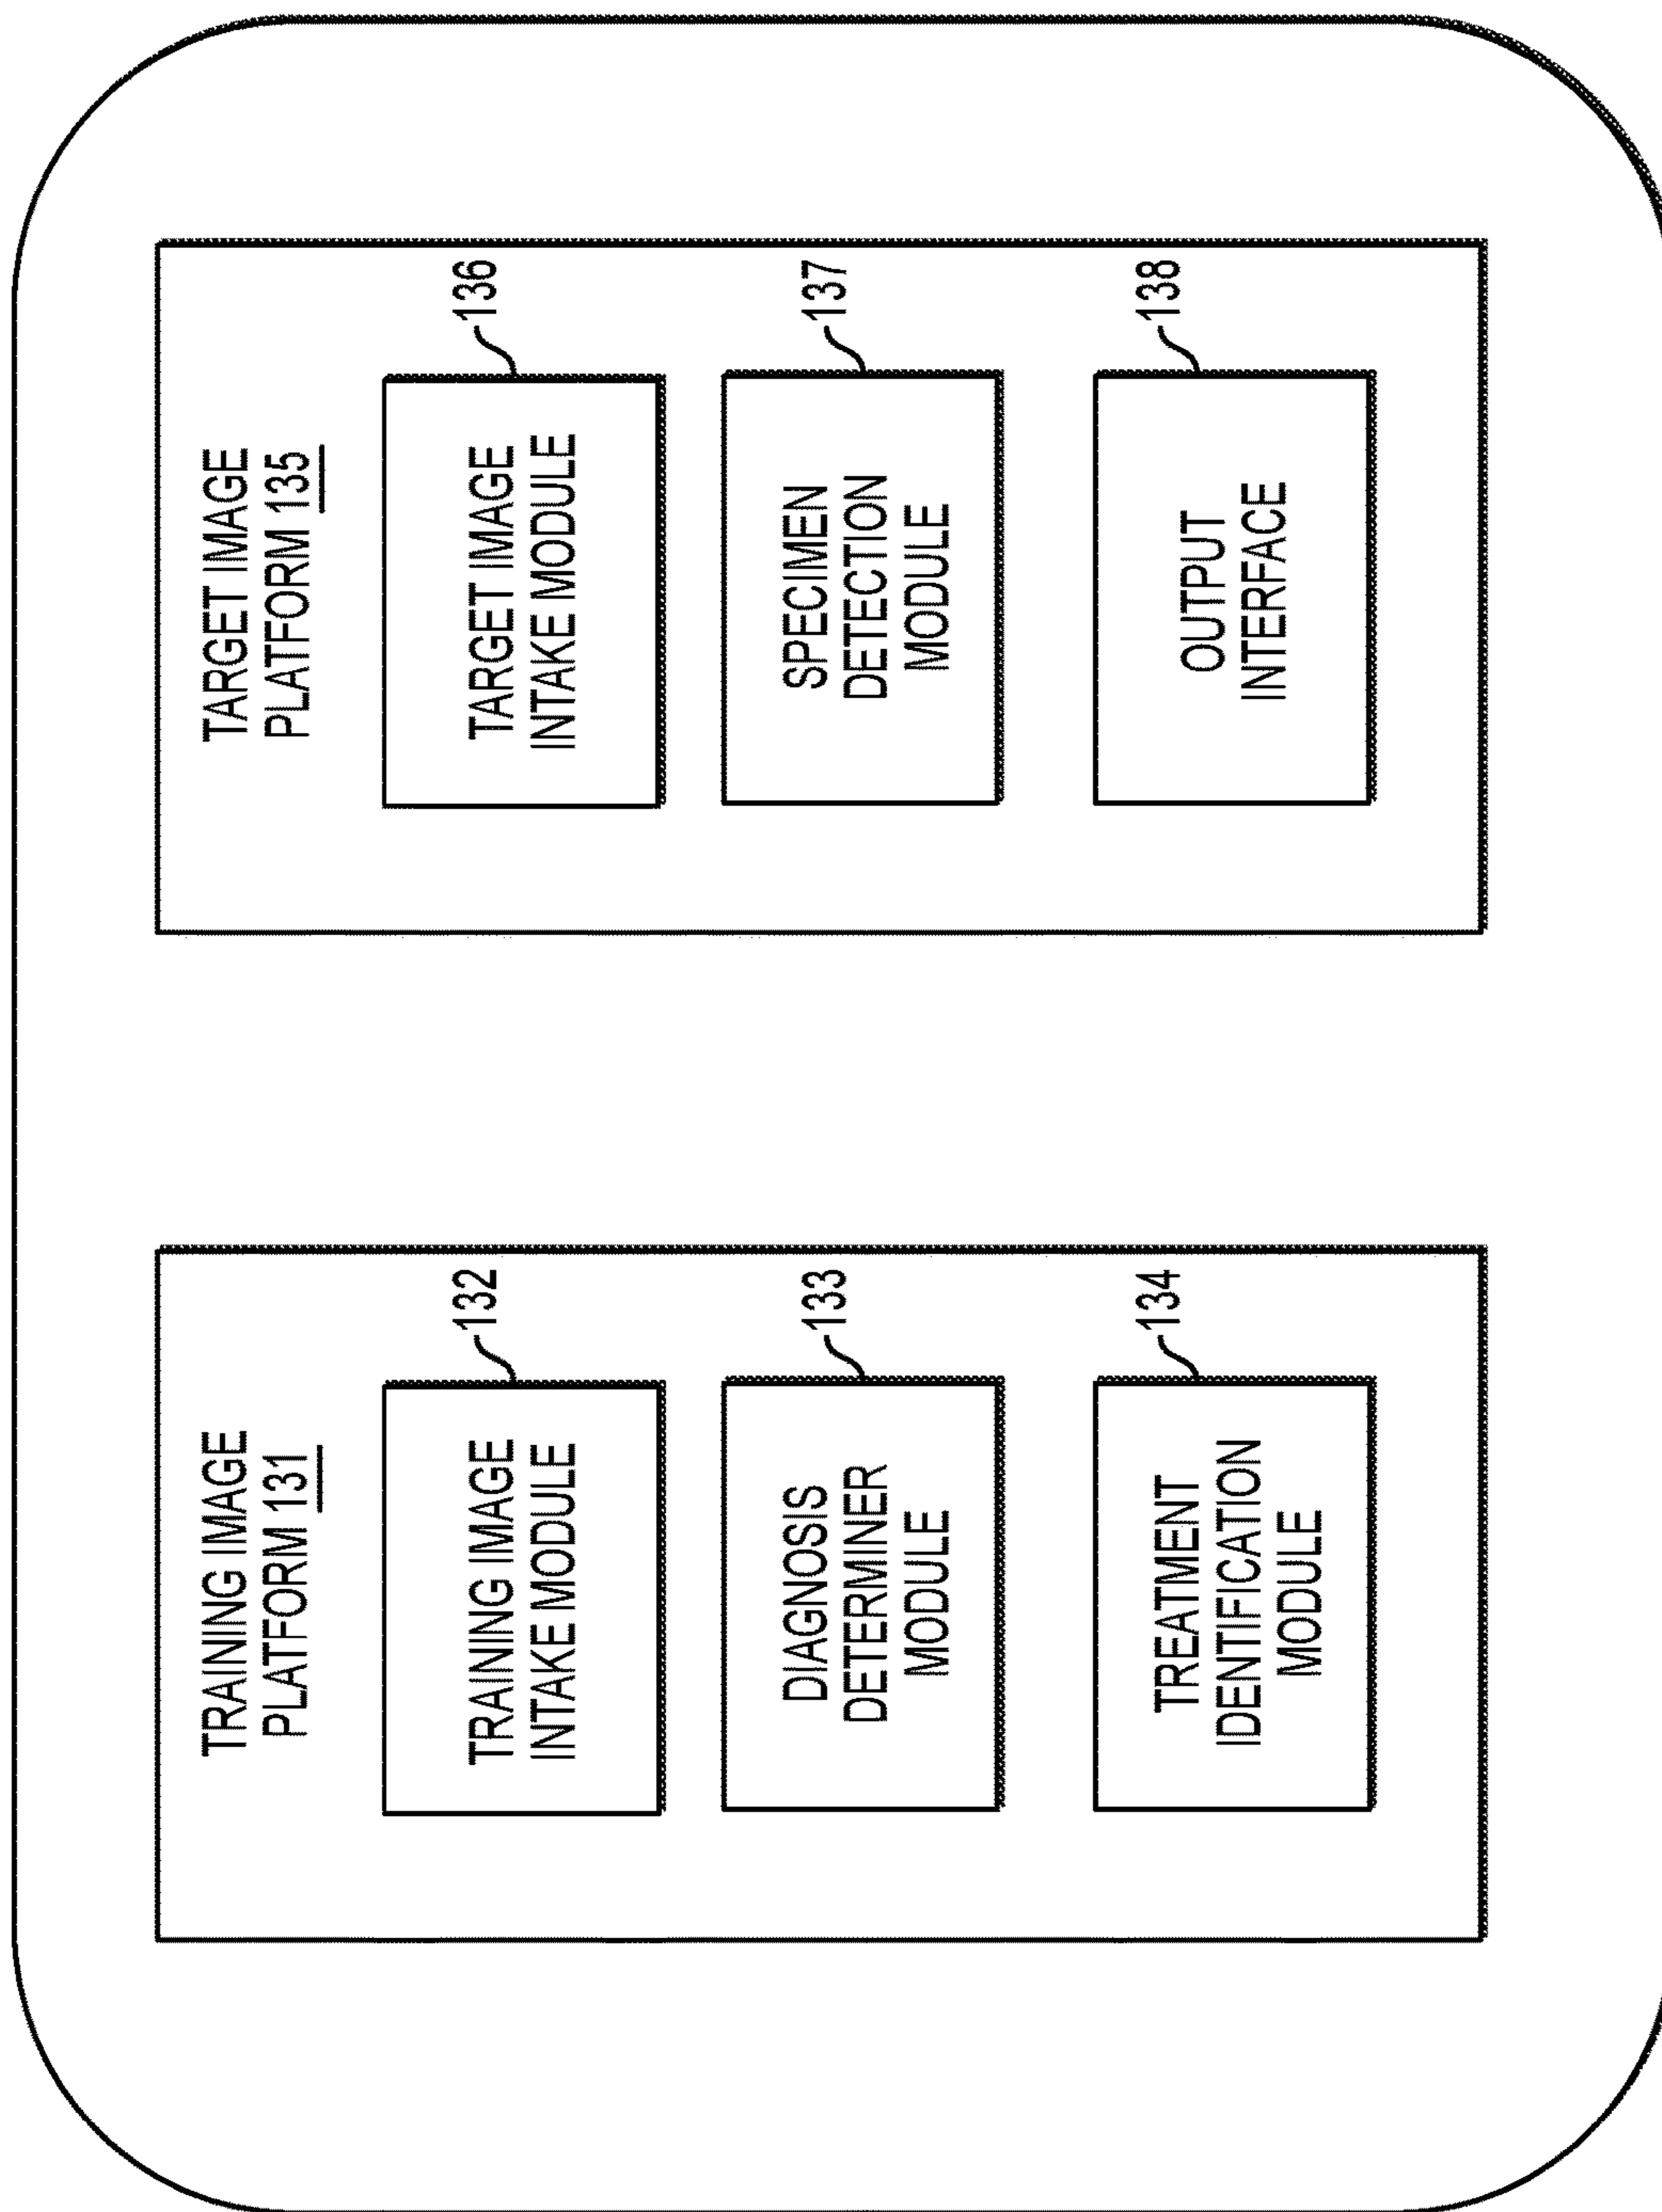 TRAINING IMAGE
PLATFORM 131
TRAINING IMAGE
INTAKE MODULE
132
DIAGNOSIS
DETERMINER
MODULE
133
TREATMENT
IDENTIFICATION
MODULE
134
TARGET IMAGE
PLATFORM 135
TARGET IMAGE
INTAKE MODULE
136
SPECIMEN
DETECTION
MODULE
137
OUTPUT
INTERFACE
138